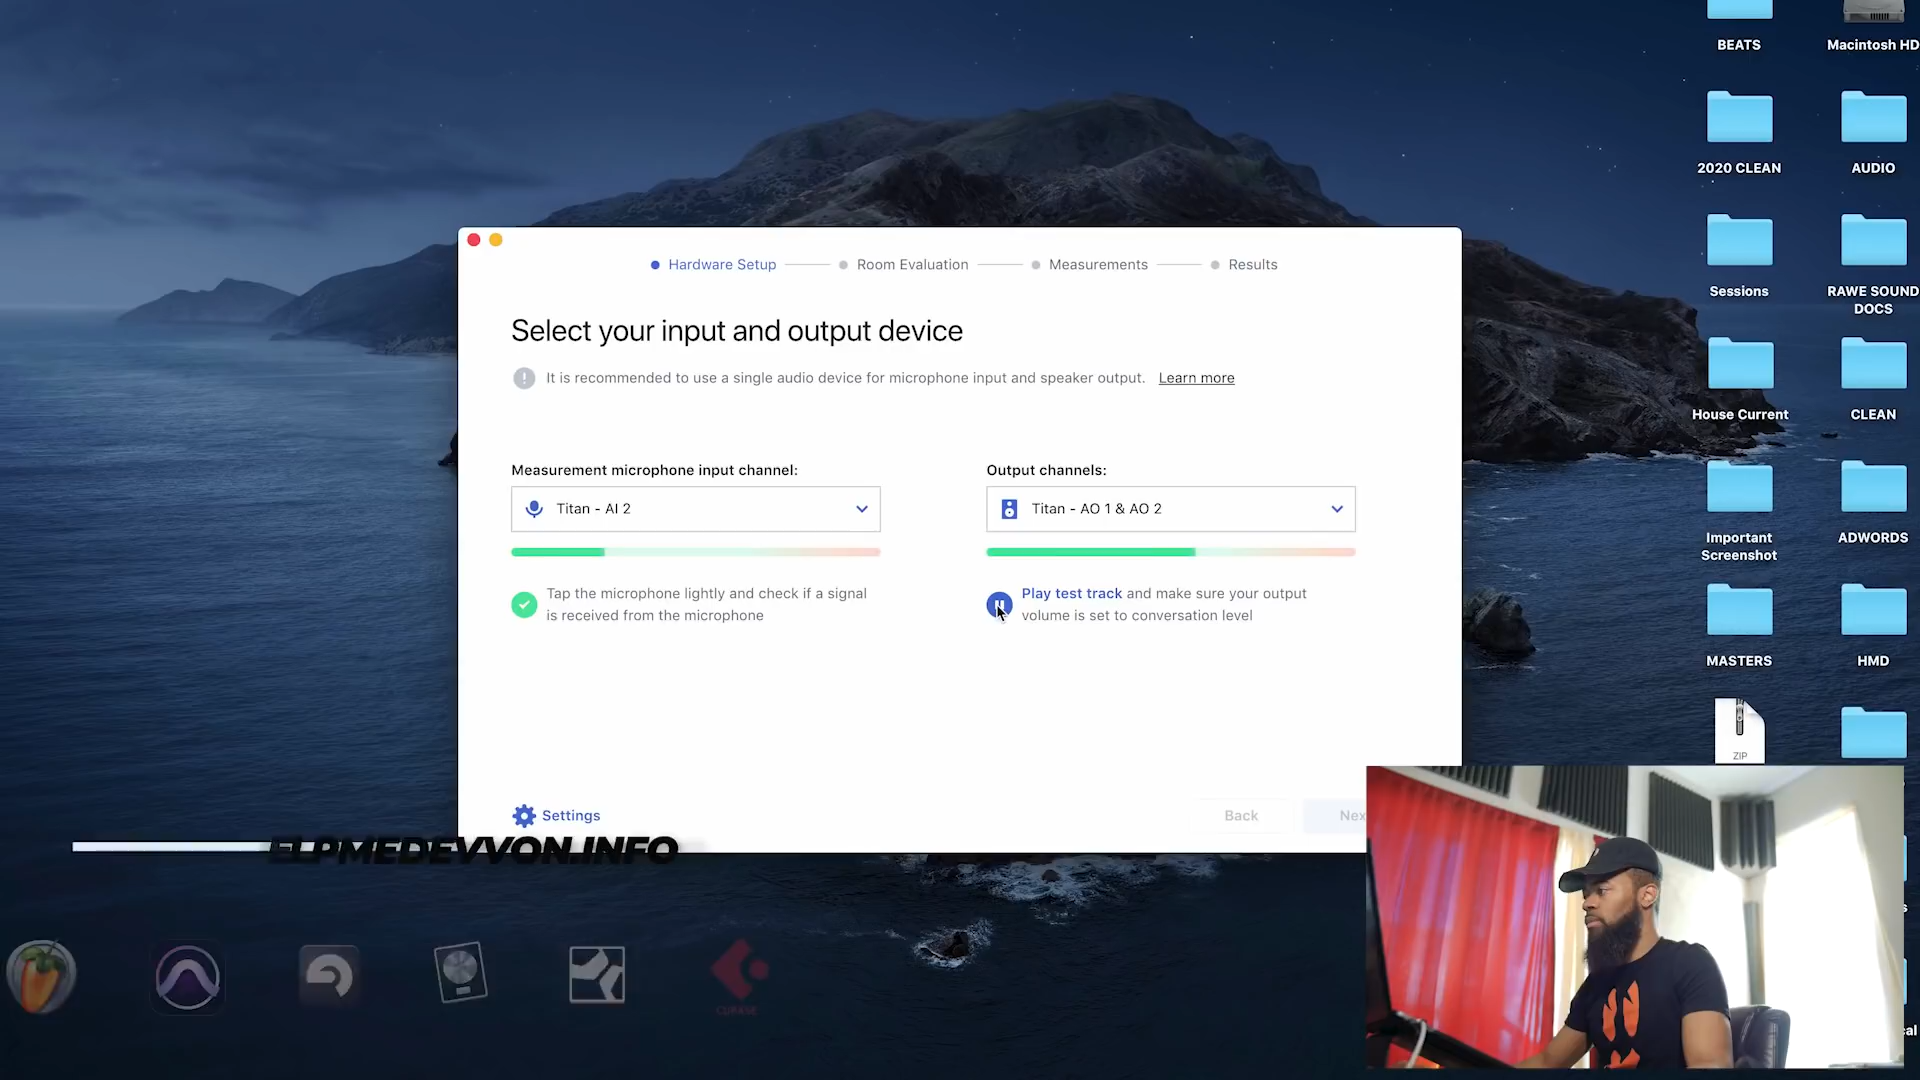 BEATS
Macintosh HD
2020 CLEAN
AUDIO
Sessions
RAWE SOUND
DOCS
House Current
CLEAN
Important
Screenshot
ADWORDS
MASTERS
HMD
ZIP
Hardware Setup
Room Evaluation
Measurements
Results
Select your input and output device
It is recommended to use a single audio device for microphone input and speaker output. Learn more
Measurement microphone input channel:
Titan - AI 2
Tap the microphone lightly and check if a signal
is received from the microphone
Output channels:
Titan - AO 1 & AO 2
Play test track and make sure your output
volume is set to conversation level
Settings
Back
Nex
ELPMEDEVVON.INFO
CUBASE